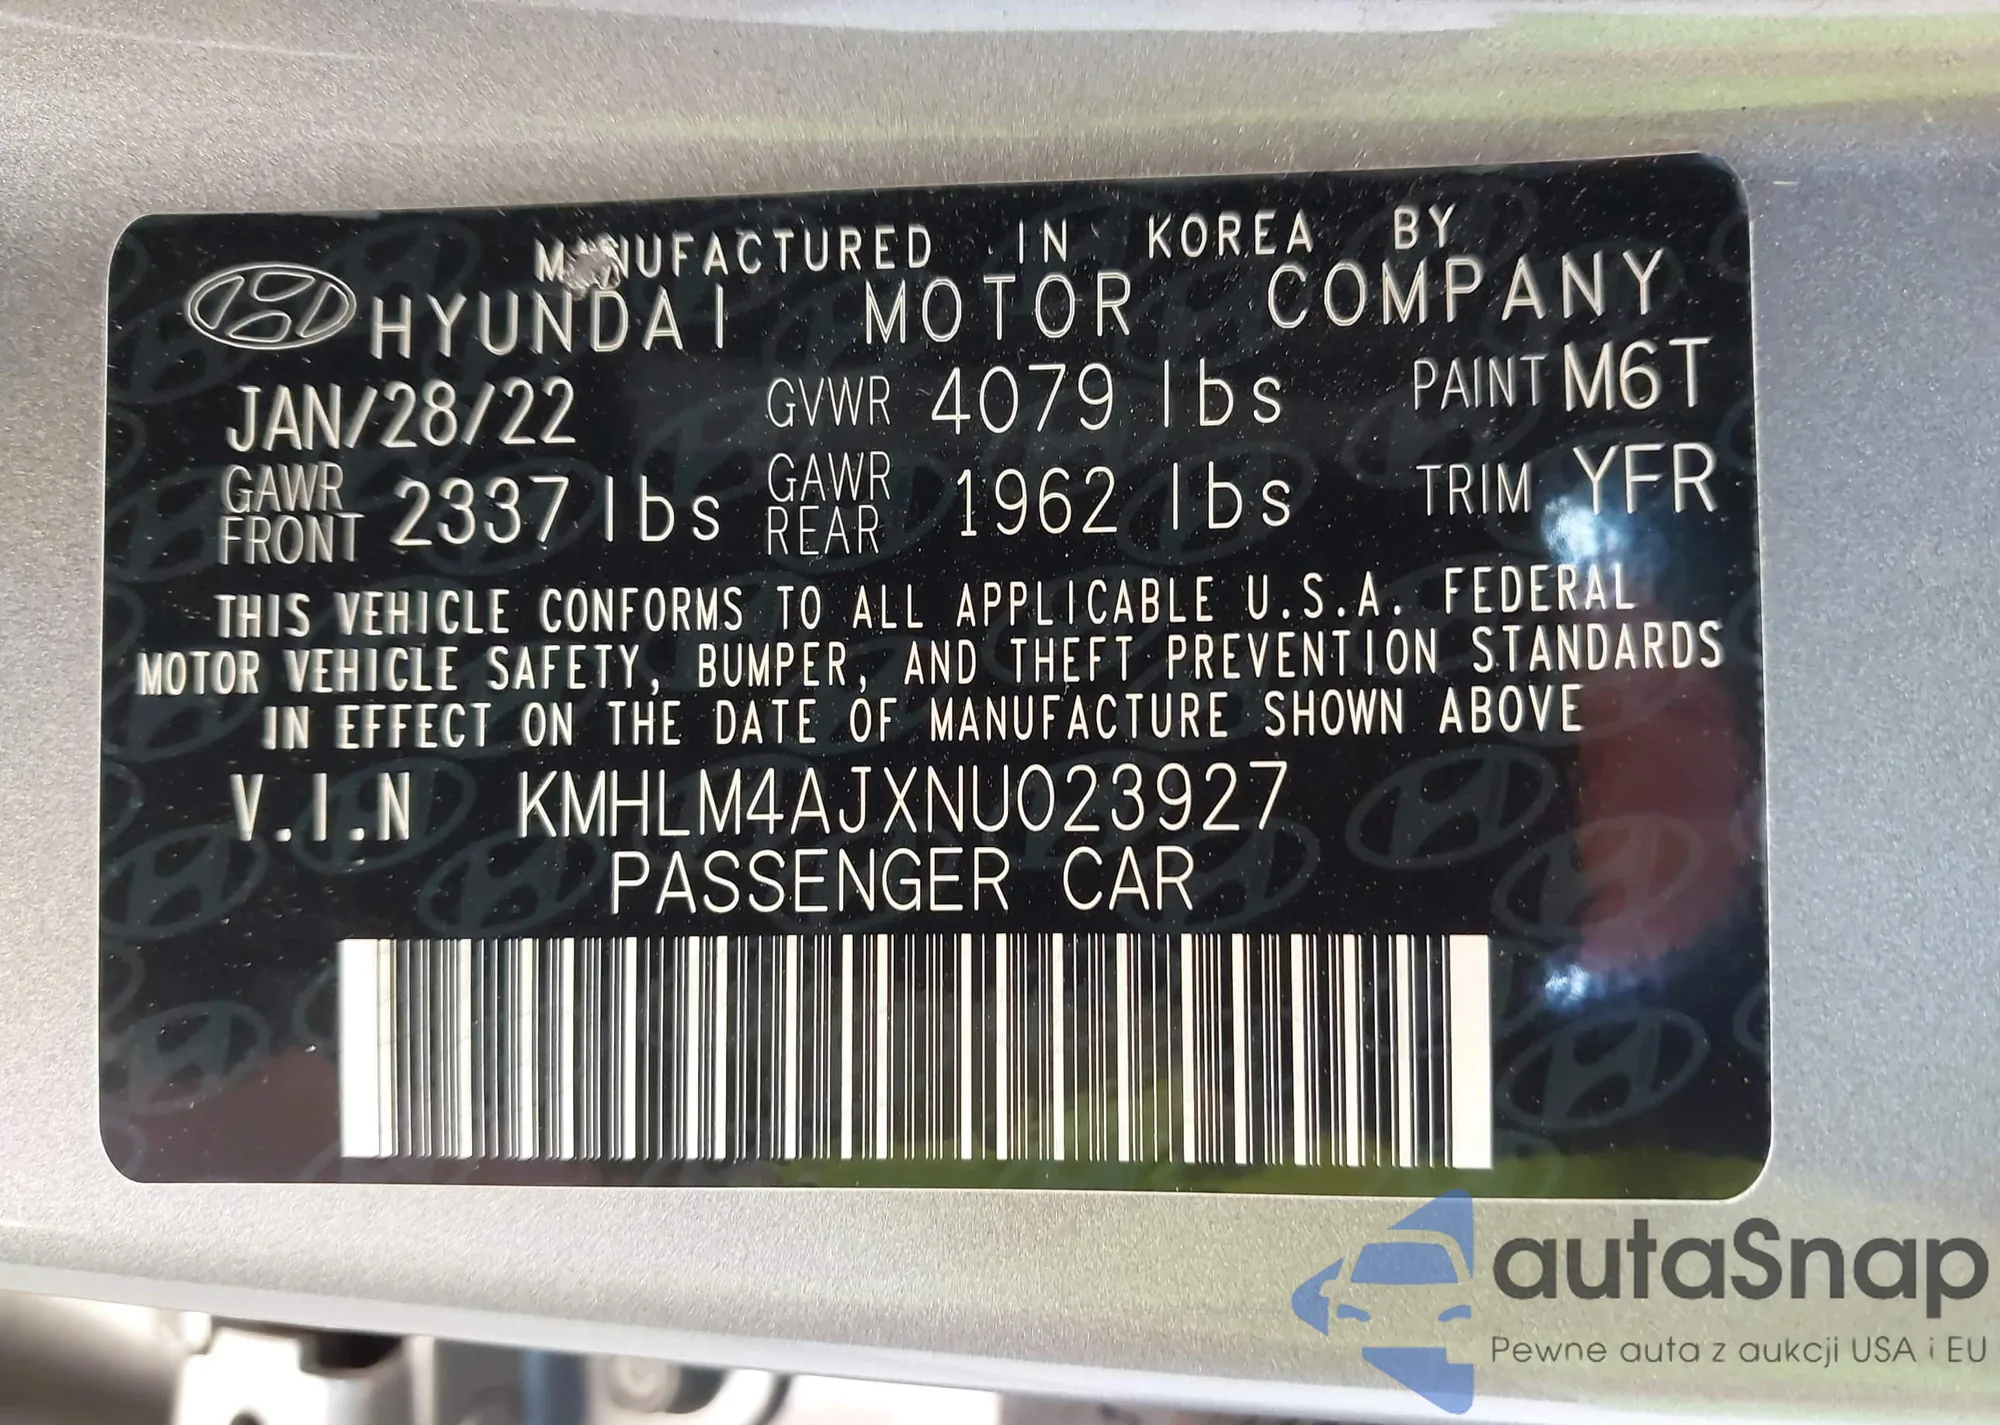 MANUFACTURED IN KOREA BY
HYUNDAI MOTOR COMPANY
JAN/28/22 GVWR 4079 lbs PAINT M6T
GAWR FRONT 2337 lbs GAWR REAR 1962 lbs TRIM YFR
THIS VEHICLE CONFORMS TO ALL APPLICABLE U.S.A. FEDERAL
MOTOR VEHICLE SAFETY, BUMPER, AND THEFT PREVENTION STANDARDS
IN EFFECT ON THE DATE OF MANUFACTURE SHOWN ABOVE
V.I.N KMHLM4AJXNU023927
PASSENGER CAR
autaSnap
Pewne auta z aukcji USA i EU